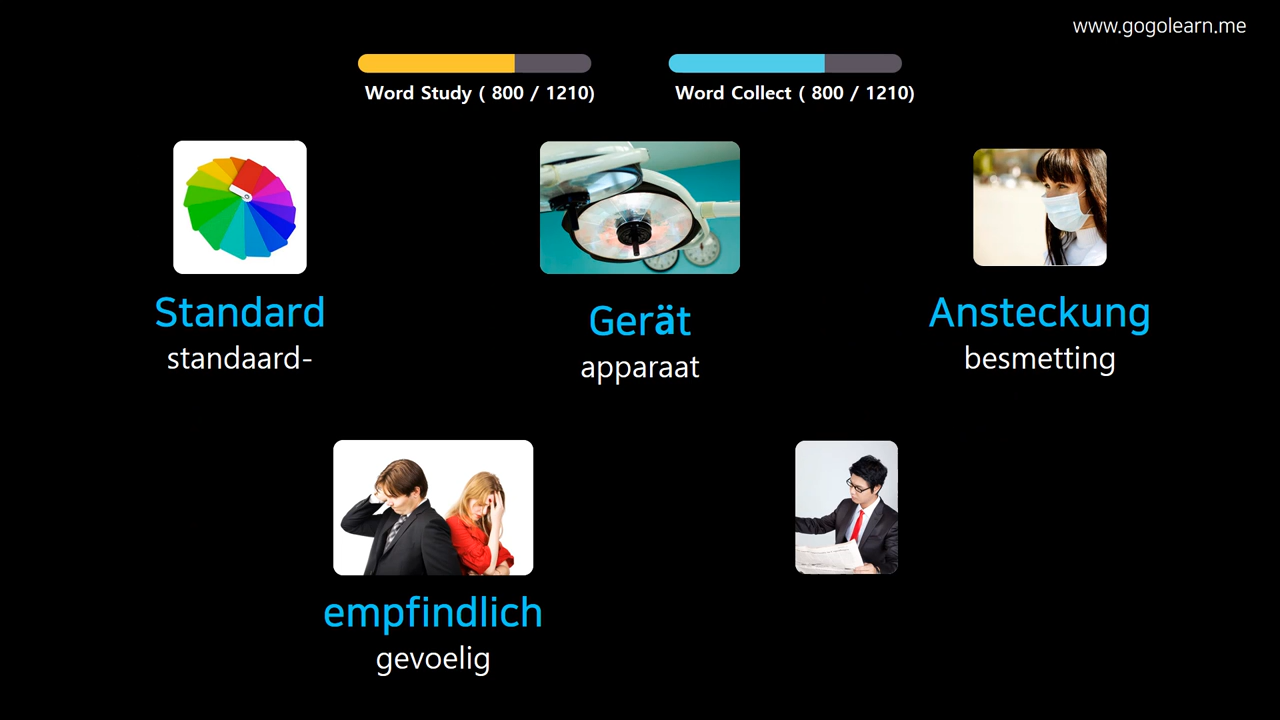 www.gogolearn.me
Word Study ( 800 / 1210)
Word Collect ( 800 / 1210)
Standard
standaard-
Gerät
apparaat
Ansteckung
besmetting
empfindlich
gevoelig